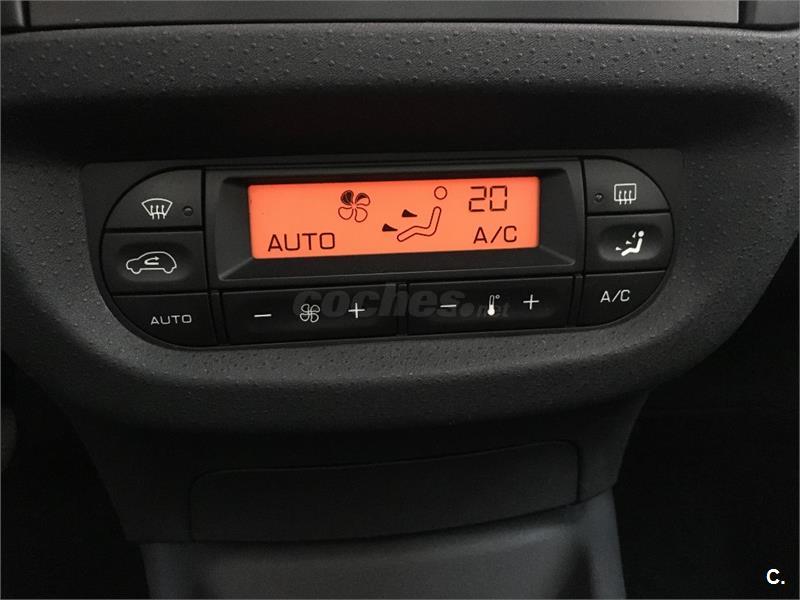 20
AUTO A/C
AUTO - + - + A/C
coches.net
C.